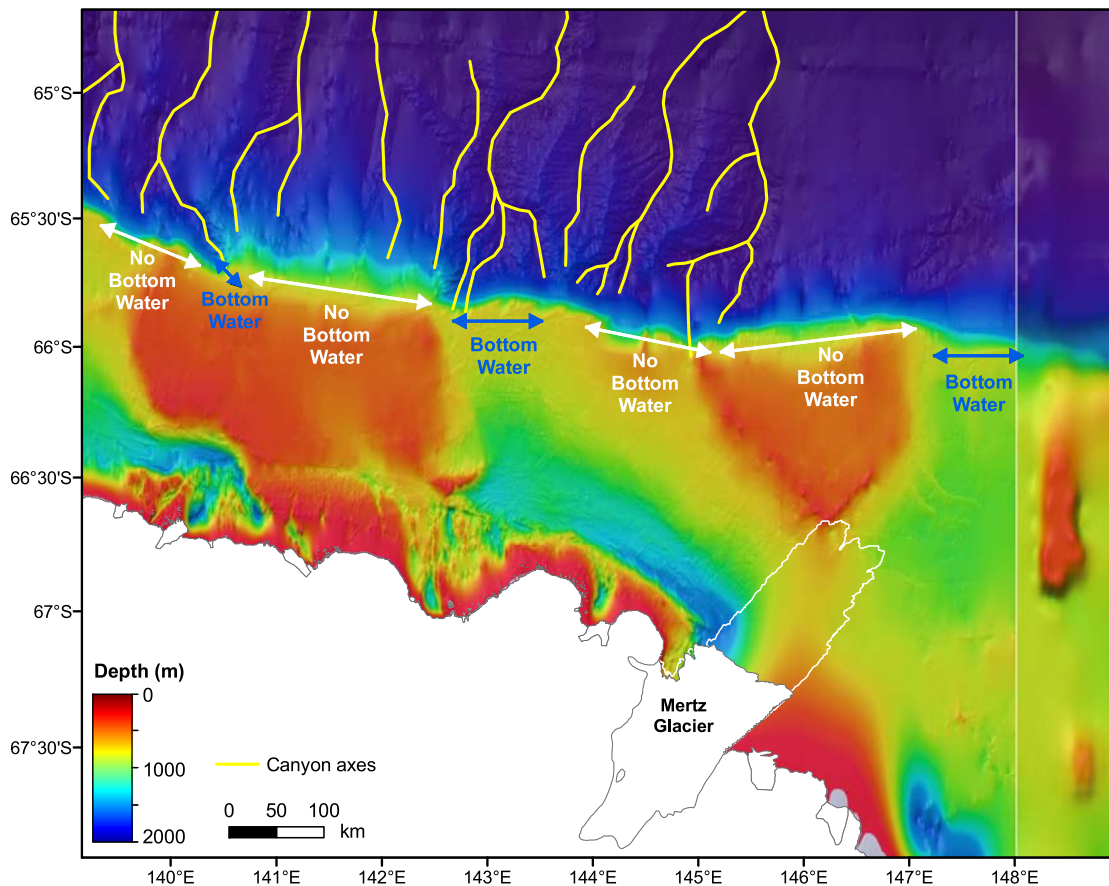 65°S
65°30'S
66°S
66°30'S
67°S
67°30'S
No
Bottom
Water
Bottom
Water
No
Bottom
Water
Bottom
Water
No
Bottom
Water
No
Bottom
Water
Bottom
Water
Mertz
Glacier
Depth (m)
0
1000
2000
Canyon axes
0 50 100
km
140°E 141°E 142°E 143°E 144°E 145°E 146°E 147°E 148°E